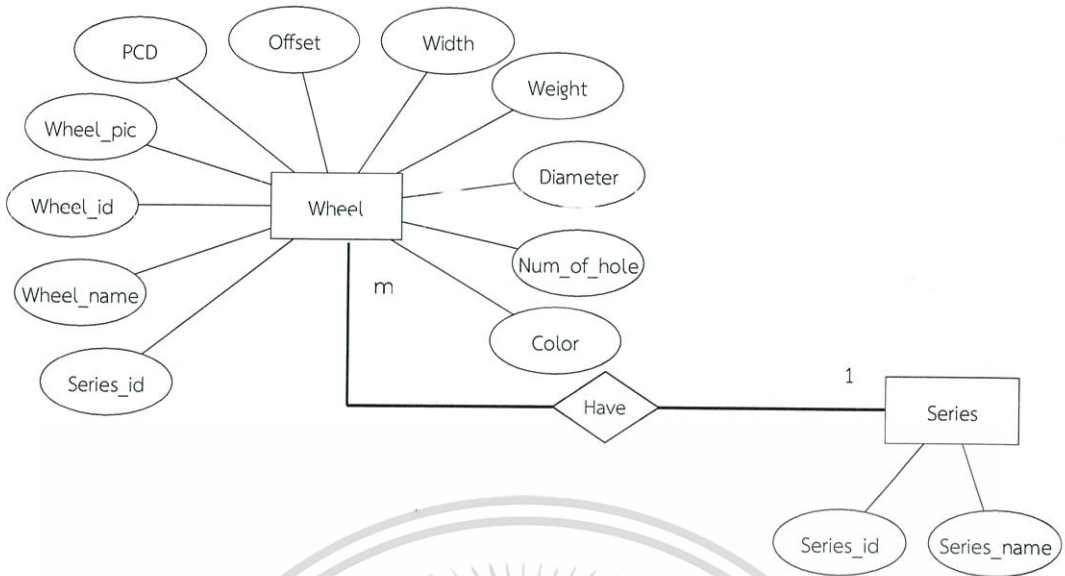 Offset
Width
PCD
Weight
Wheel_pic
Diameter
Wheel_id
Wheel
Num_of_hole
Wheel_name
m
Color
Series_id
1
Have
Series
Series_id
Series_name